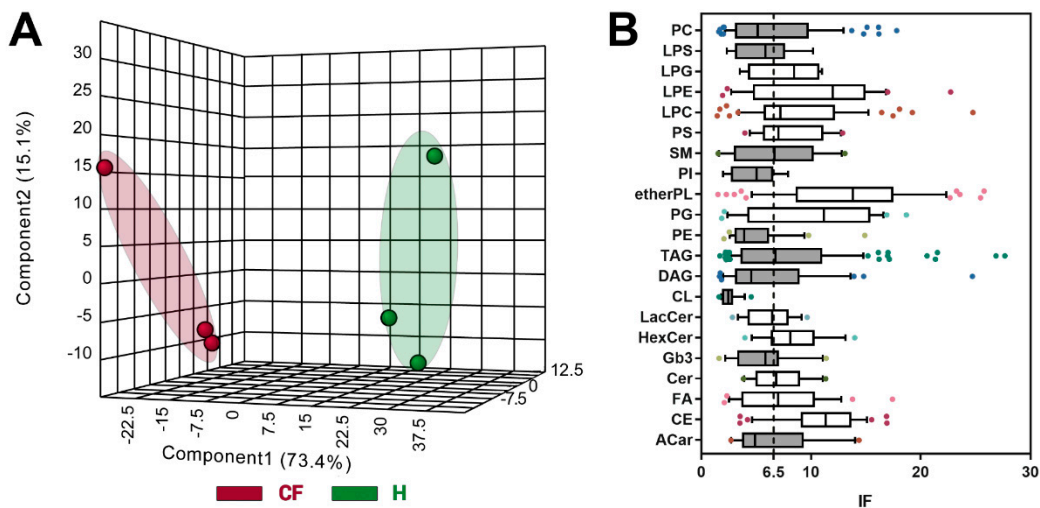 A
Component2 (15.1%)
30
25
20
15
10
5
0
-5
-10
-22.5
-15
-7.5
0
7.5
15
22.5
30
37.5
-7.5
0
12.5
Component1 (73.4%)
CF
H
B
PC
LPS
LPG
LPE
LPC
PS
SM
PI
etherPL
PG
PE
TAG
DAG
CL
LacCer
HexCer
Gb3
Cer
FA
CE
ACar
0 6.5 10 20 30
IF